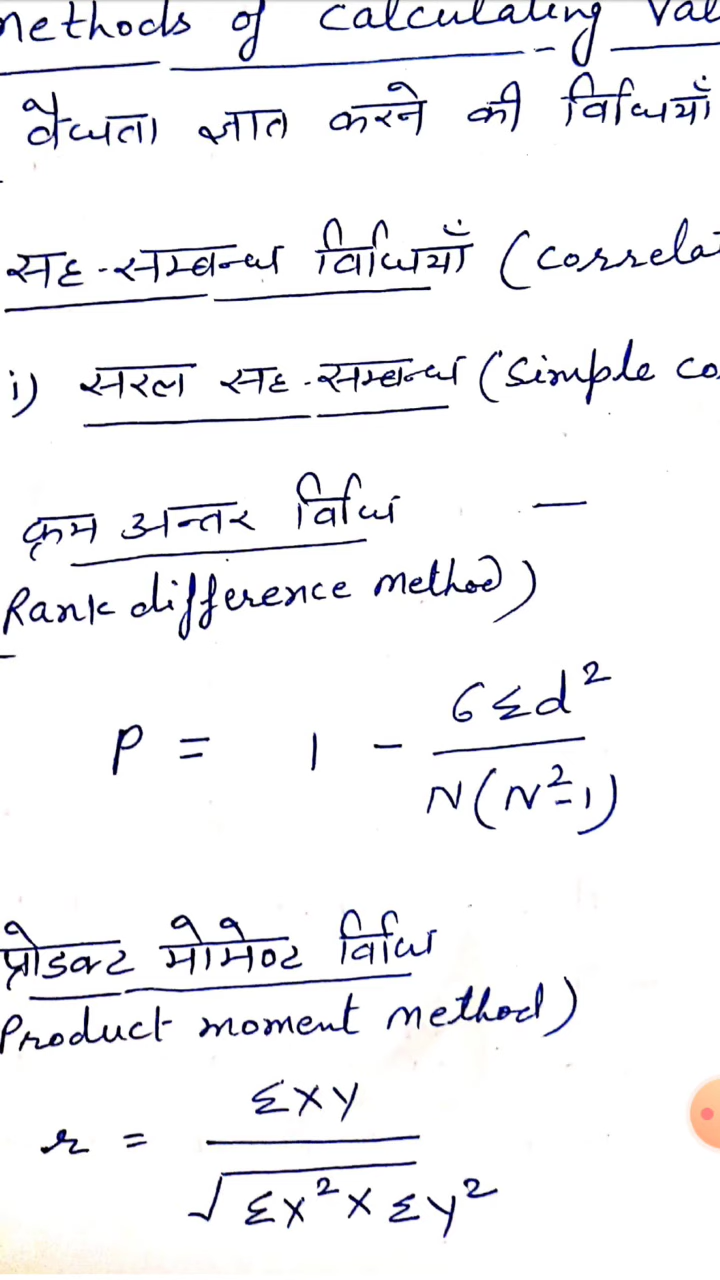 methods of calculating Val
वैधता ज्ञात करने की विधियाँ
सह-सम्बन्ध विधियाँ (correla
i) सरल सह-सम्बन्ध (simple co
क्रम अन्तर विधि —
Rank difference method)
P = 1 - 6Σd²
N(N²-1)
प्रोडक्ट मोमेण्ट विधि
Product moment method)
r = ΣXY
√ΣX² × ΣY²